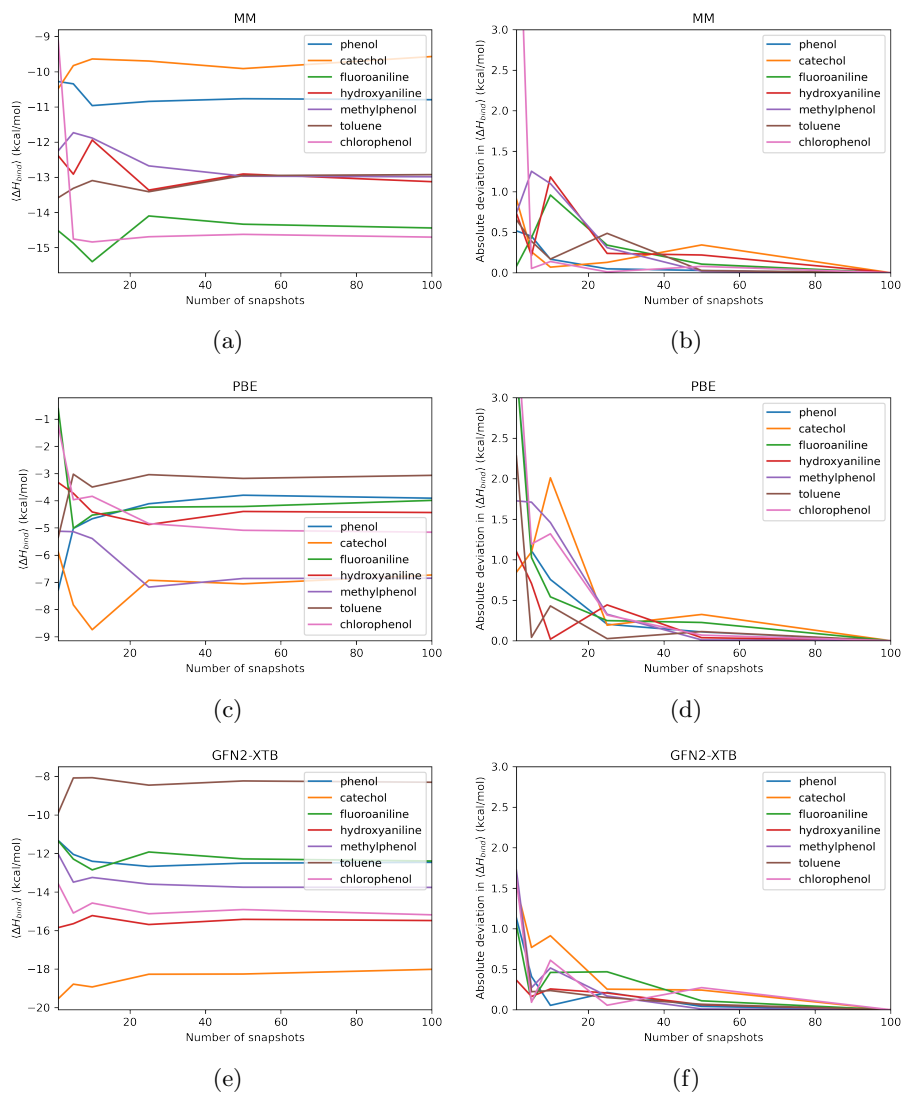 MM
⟨ΔH_bind⟩ (kcal/mol)
−9
−10
−11
−12
−13
−14
−15
20
40
60
80
100
Number of snapshots
phenol
catechol
fluoroaniline
hydroxyaniline
methylphenol
toluene
chlorophenol
(a)
MM
Absolute deviation in ⟨ΔH_bind⟩ (kcal/mol)
3.0
2.5
2.0
1.5
1.0
0.5
0.0
20
40
60
80
100
Number of snapshots
phenol
catechol
fluoroaniline
hydroxyaniline
methylphenol
toluene
chlorophenol
(b)
PBE
⟨ΔH_bind⟩ (kcal/mol)
−1
−2
−3
−4
−5
−6
−7
−8
−9
20
40
60
80
100
Number of snapshots
phenol
catechol
fluoroaniline
hydroxyaniline
methylphenol
toluene
chlorophenol
(c)
PBE
Absolute deviation in ⟨ΔH_bind⟩ (kcal/mol)
3.0
2.5
2.0
1.5
1.0
0.5
0.0
20
40
60
80
100
Number of snapshots
phenol
catechol
fluoroaniline
hydroxyaniline
methylphenol
toluene
chlorophenol
(d)
GFN2-XTB
⟨ΔH_bind⟩ (kcal/mol)
−8
−10
−12
−14
−16
−18
−20
20
40
60
80
100
Number of snapshots
phenol
catechol
fluoroaniline
hydroxyaniline
methylphenol
toluene
chlorophenol
(e)
GFN2-XTB
Absolute deviation in ⟨ΔH_bind⟩ (kcal/mol)
3.0
2.5
2.0
1.5
1.0
0.5
0.0
20
40
60
80
100
Number of snapshots
phenol
catechol
fluoroaniline
hydroxyaniline
methylphenol
toluene
chlorophenol
(f)